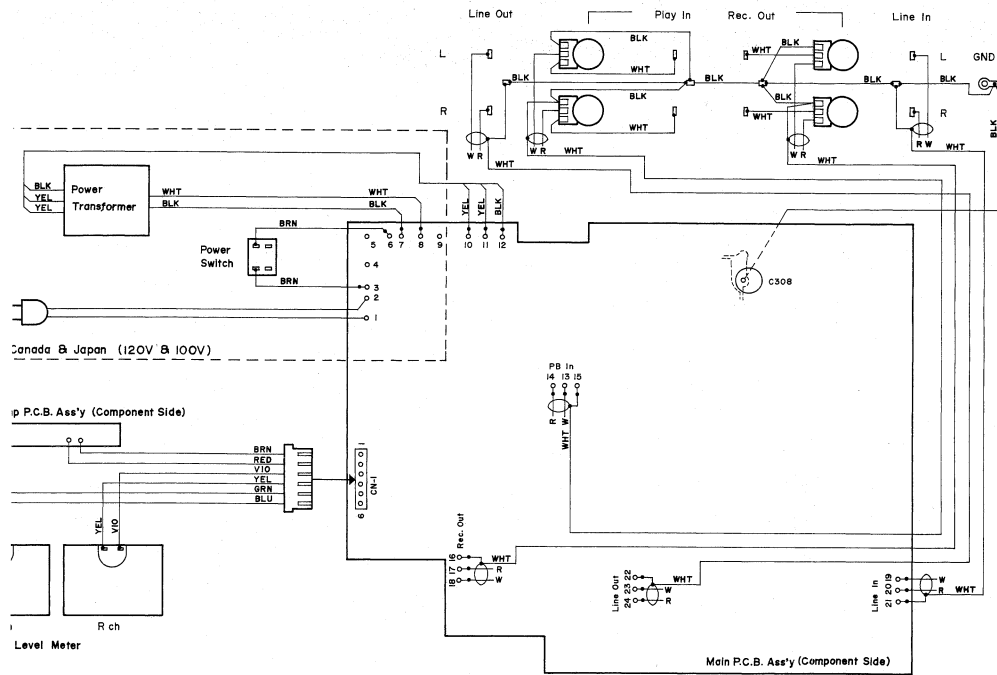 Line Out
Play In
Rec. Out
Line In
BLK
BLK
L
WHT
L
GND
WHT
BLK
BLK
BLK
BLK
BLK
BLK
BLK
R
WHT
R
WHT
BLK
W R
W R
WHT
W R
WHT
R W
WHT
WHT
BLK
YEL
YEL
Power
Transformer
WHT
BLK
WHT
BLK
YEL
YEL
BLK
BRN
5 6 7 8 9 10 11 12
Power
Switch
4
BRN
3
2
1
C308
Canada & Japan (120V & 100V)
PB In
14 13 15
R
W
WHT
p P.C.B. Ass'y (Component Side)
BRN
RED
VIO
YEL
GRN
BLU
1
CN-1
6
YEL
VIO
Rec. Out
16
17
18
WHT
R
W
Line Out
22
23
24
WHT
W
R
Line In
19
20
21
W
R
WHT
R ch
Level Meter
Main P.C. B. Ass'y (Component Side)